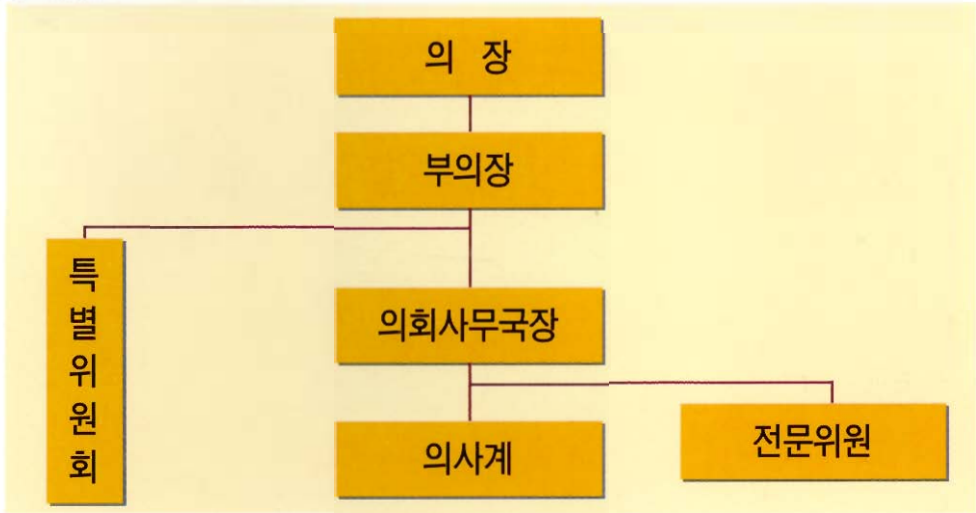 의 장
부의장
특별위원회
의회사무국장
의사계
전문위원